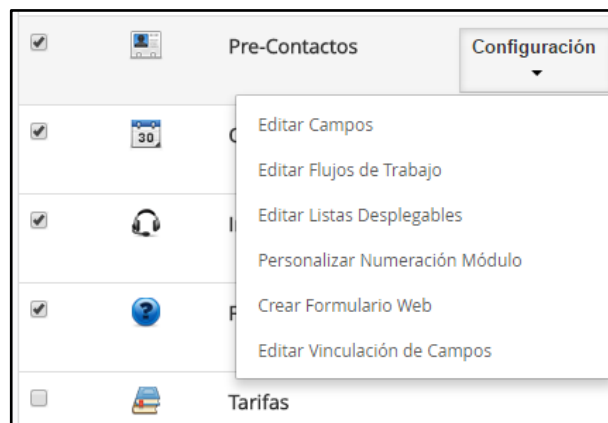 Pre-Contactos
Configuración
30
Editar Campos
Editar Flujos de Trabajo
Editar Listas Desplegables
Personalizar Numeración Módulo
Crear Formulario Web
?
Editar Vinculación de Campos
Tarifas